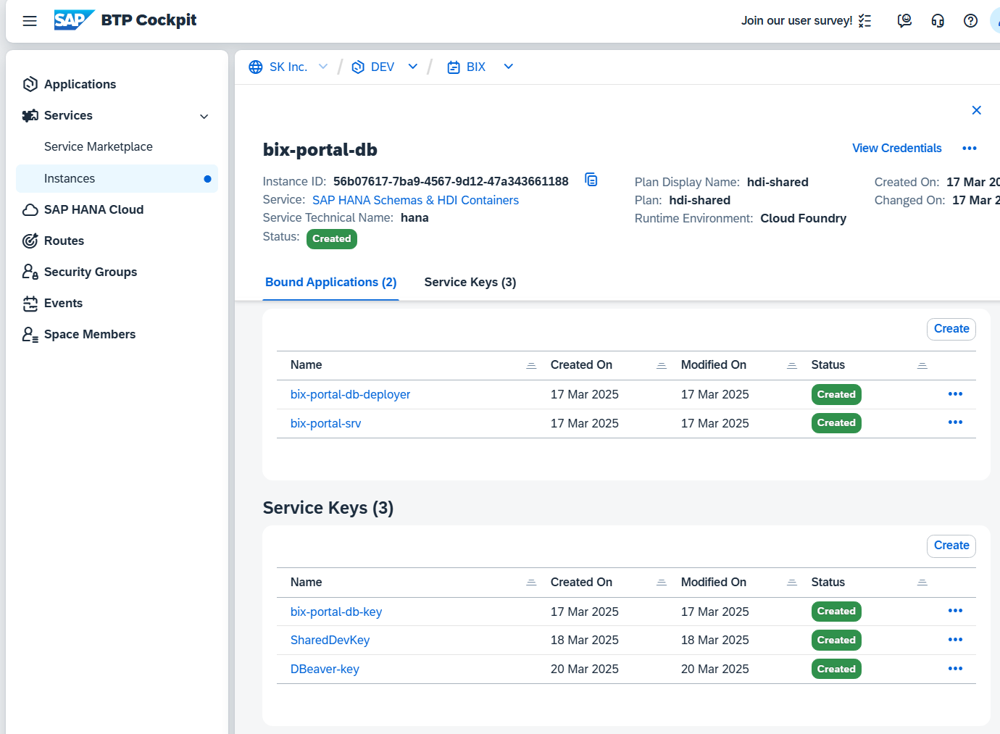 SAP BTP Cockpit
Join our user survey!
Applications
Services
Service Marketplace
Instances
SAP HANA Cloud
Routes
Security Groups
Events
Space Members
SK Inc. / DEV / BIX
bix-portal-db
View Credentials
Instance ID: 56b07617-7ba9-4567-9d12-47a343661188
Service: SAP HANA Schemas & HDI Containers
Service Technical Name: hana
Status: Created
Plan Display Name: hdi-shared
Plan: hdi-shared
Runtime Environment: Cloud Foundry
Created On: 17 Mar 20
Changed On: 17 Mar 2
Bound Applications (2) Service Keys (3)
Create
Name Created On Modified On Status
bix-portal-db-deployer 17 Mar 2025 17 Mar 2025 Created
bix-portal-srv 17 Mar 2025 17 Mar 2025 Created
Service Keys (3)
Create
Name Created On Modified On Status
bix-portal-db-key 17 Mar 2025 17 Mar 2025 Created
SharedDevKey 18 Mar 2025 18 Mar 2025 Created
DBeaver-key 20 Mar 2025 20 Mar 2025 Created